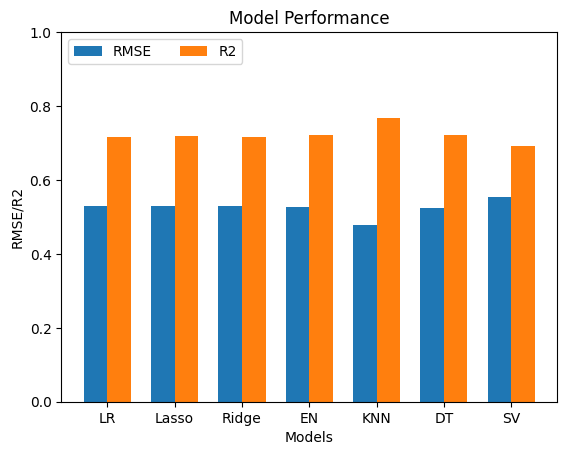 Model Performance
RMSE R2
1.0
0.8
0.6
0.4
0.2
0.0
RMSE/R2
LR Lasso Ridge EN KNN DT SV
Models